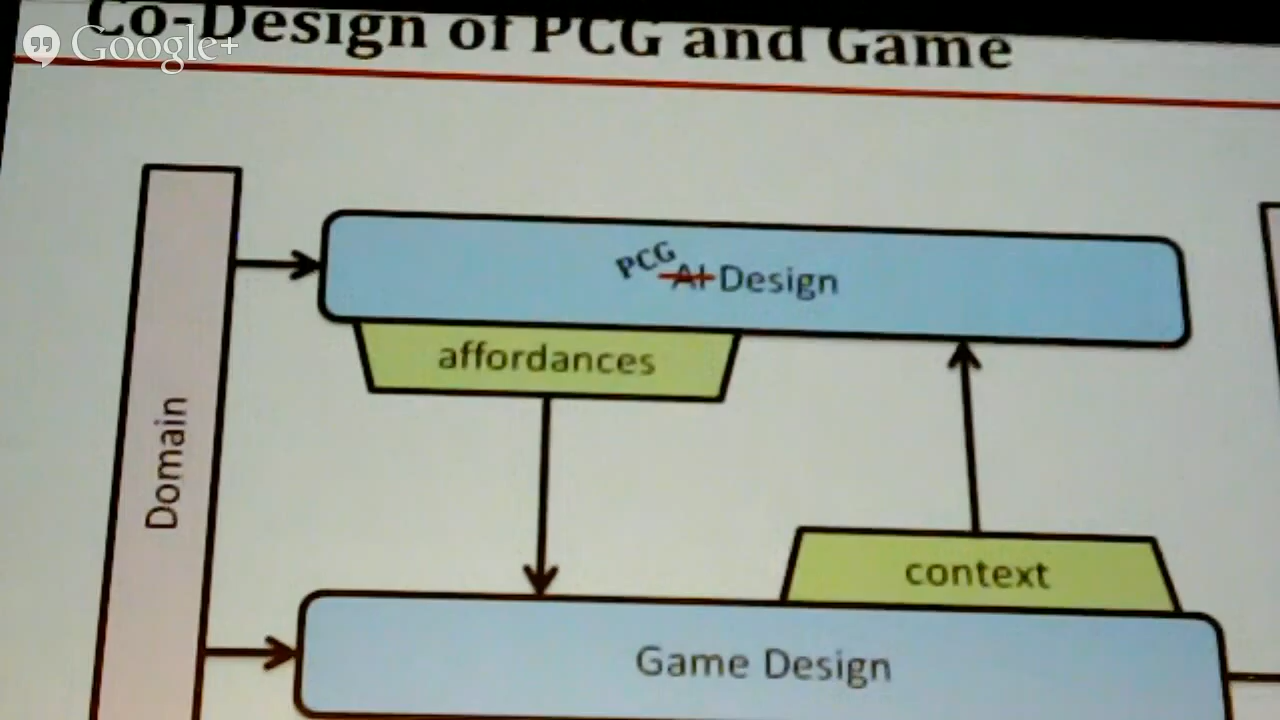 Co-Design of PCG and Game
Google+
PCG
AI Design
affordances
Domain
context
Game Design